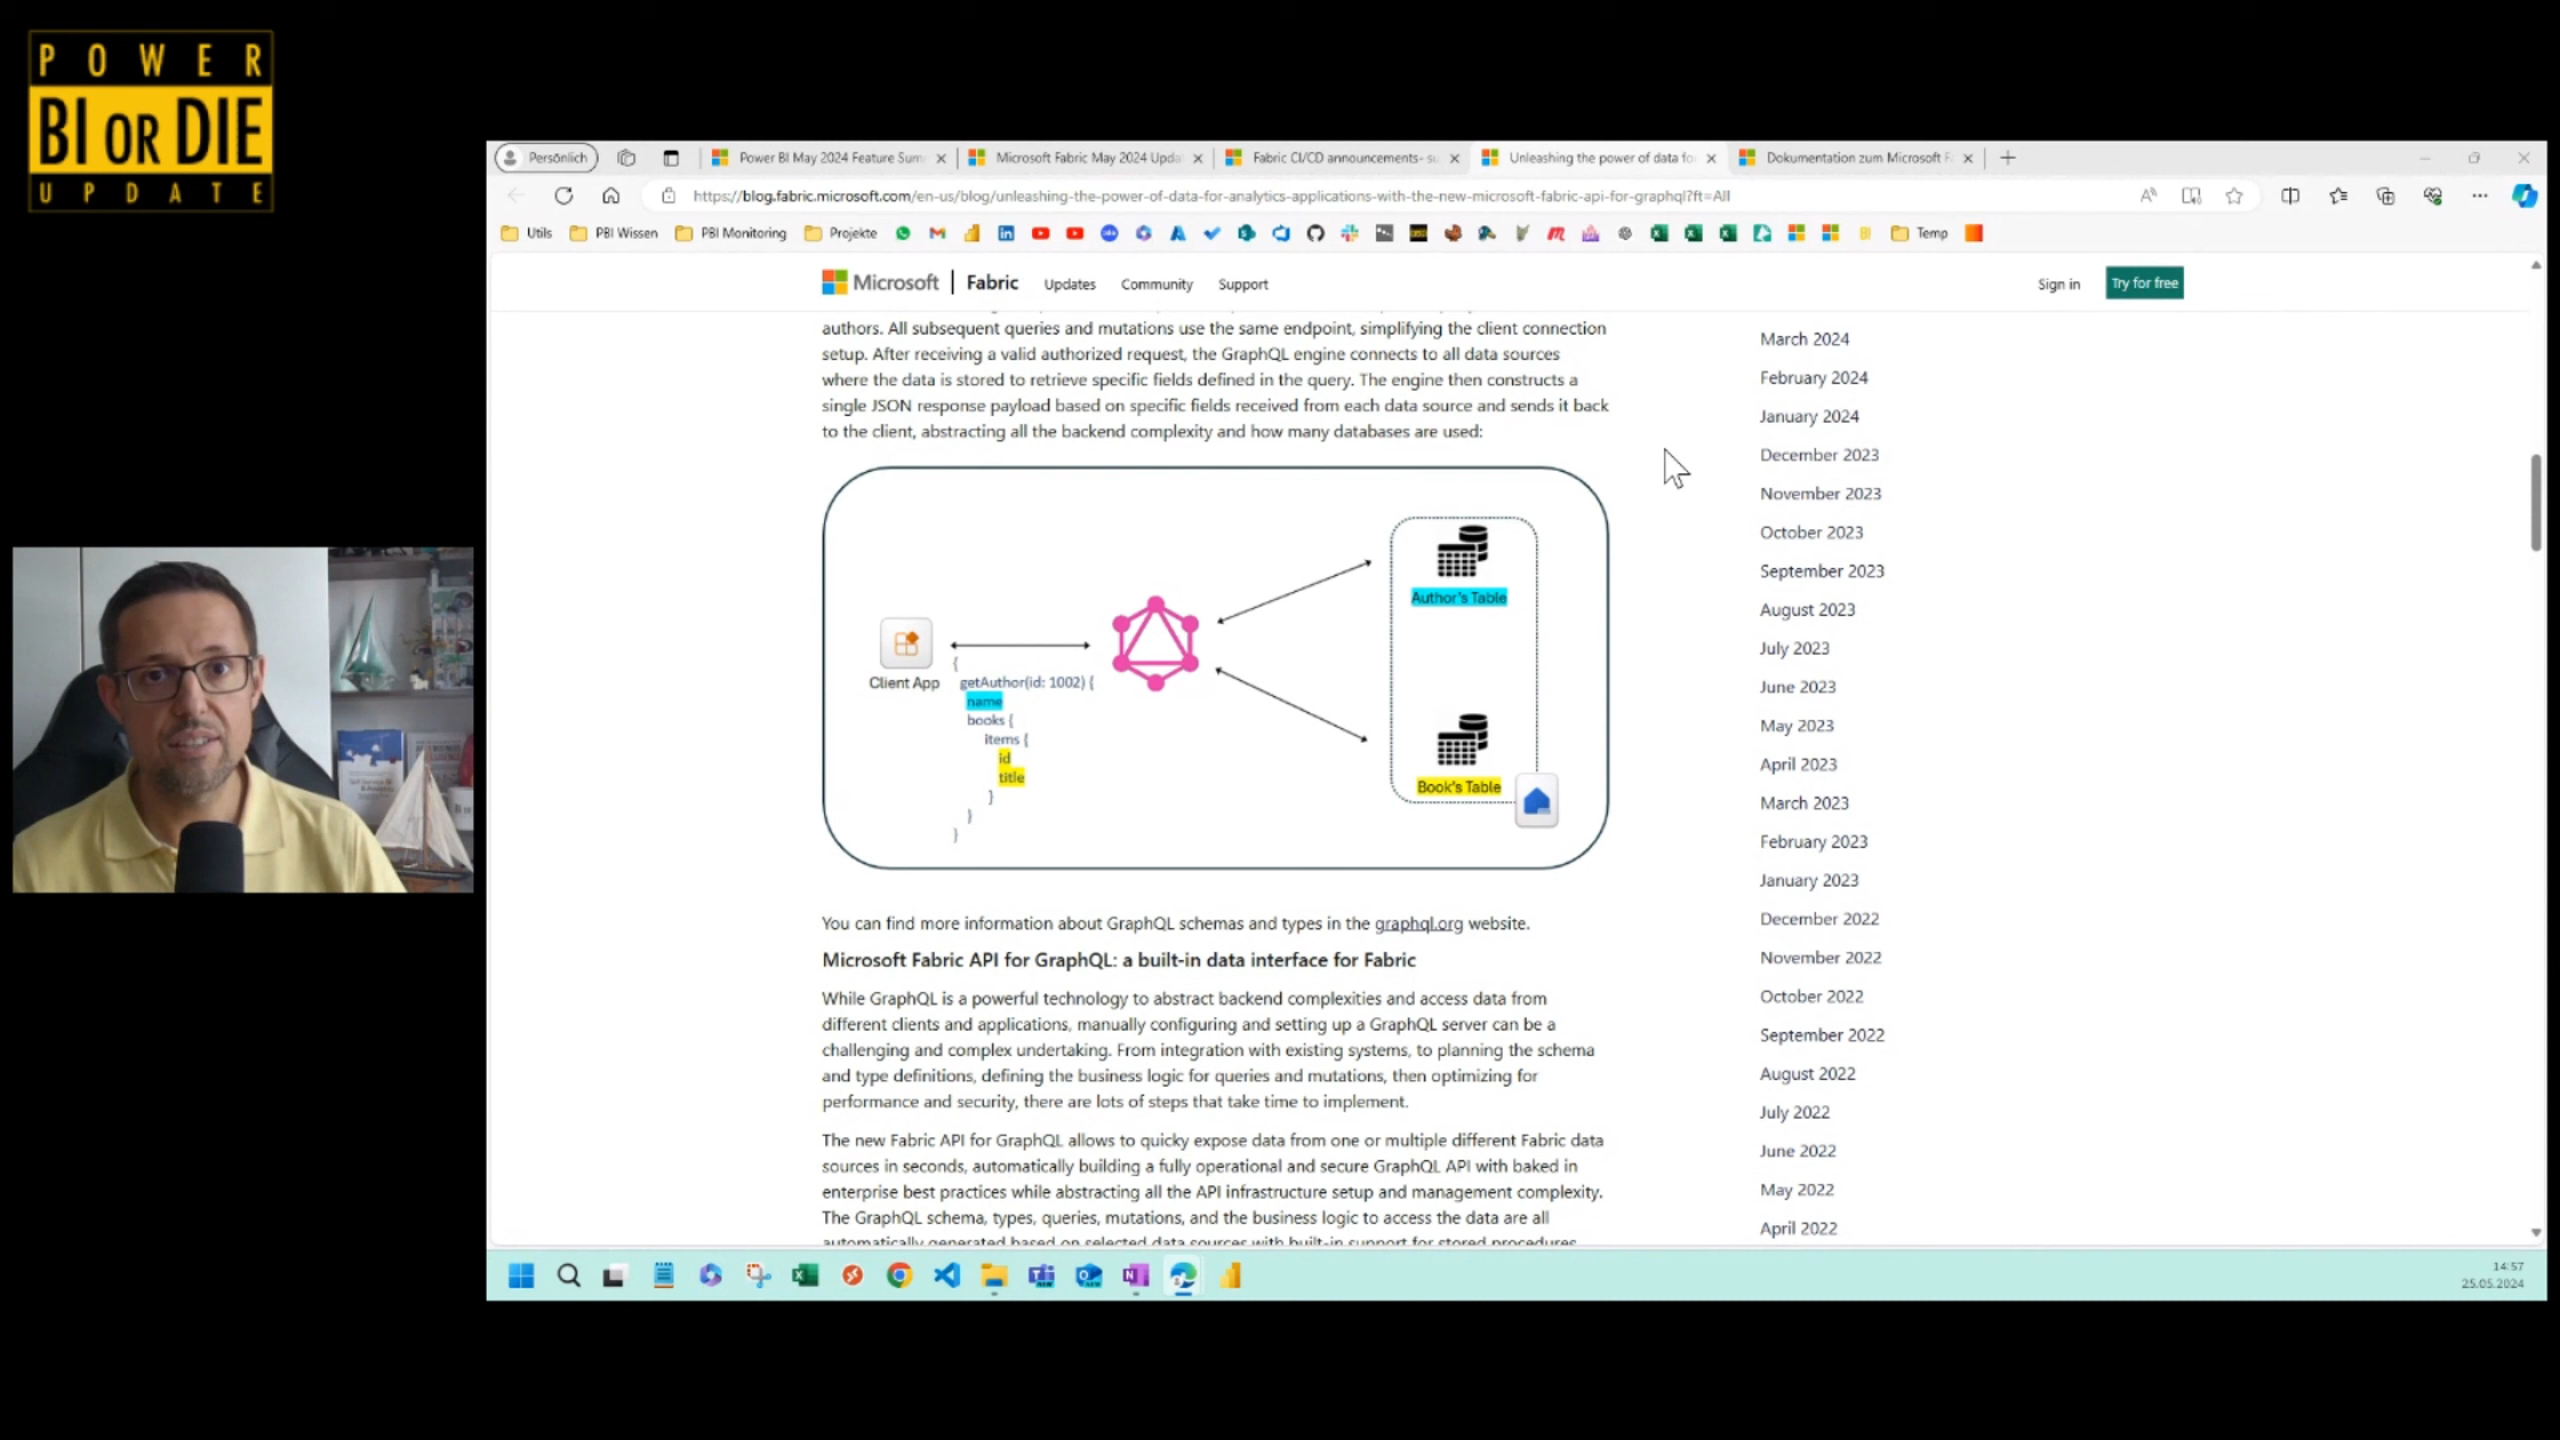 POWER
BI OR DIE
UPDATE
Persönlich
Power BI May 2024 Feature Sum
Microsoft Fabric May 2024 Upda
Fabric CI/CD announcements- su
Unleashing the power of data fo
Dokumentation zum Microsoft F
https://blog.fabric.microsoft.com/en-us/blog/unleashing-the-power-of-data-for-analytics-applications-with-the-new-microsoft-fabric-api-for-graphql?ft=All
Utils
PBI Wissen
PBI Monitoring
Projekte
Temp
Microsoft | Fabric
Updates
Community
Support
Sign in
Try for free
authors. All subsequent queries and mutations use the same endpoint, simplifying the client connection
setup. After receiving a valid authorized request, the GraphQL engine connects to all data sources
where the data is stored to retrieve specific fields defined in the query. The engine then constructs a
single JSON response payload based on specific fields received from each data source and sends it back
to the client, abstracting all the backend complexity and how many databases are used:
Client App
{
getAuthor(id: 1002) {
name
books {
items {
id
title
}
}
}
Author's Table
Book's Table
You can find more information about GraphQL schemas and types in the graphql.org website.
Microsoft Fabric API for GraphQL: a built-in data interface for Fabric
While GraphQL is a powerful technology to abstract backend complexities and access data from
different clients and applications, manually configuring and setting up a GraphQL server can be a
challenging and complex undertaking. From integration with existing systems, to planning the schema
and type definitions, defining the business logic for queries and mutations, then optimizing for
performance and security, there are lots of steps that take time to implement.
The new Fabric API for GraphQL allows to quicky expose data from one or multiple different Fabric data
sources in seconds, automatically building a fully operational and secure GraphQL API with baked in
enterprise best practices while abstracting all the API infrastructure setup and management complexity.
The GraphQL schema, types, queries, mutations, and the business logic to access the data are all
automatically generated based on selected data sources with built-in support for stored procedures
March 2024
February 2024
January 2024
December 2023
November 2023
October 2023
September 2023
August 2023
July 2023
June 2023
May 2023
April 2023
March 2023
February 2023
January 2023
December 2022
November 2022
October 2022
September 2022
August 2022
July 2022
June 2022
May 2022
April 2022
14:57
25.05.2024